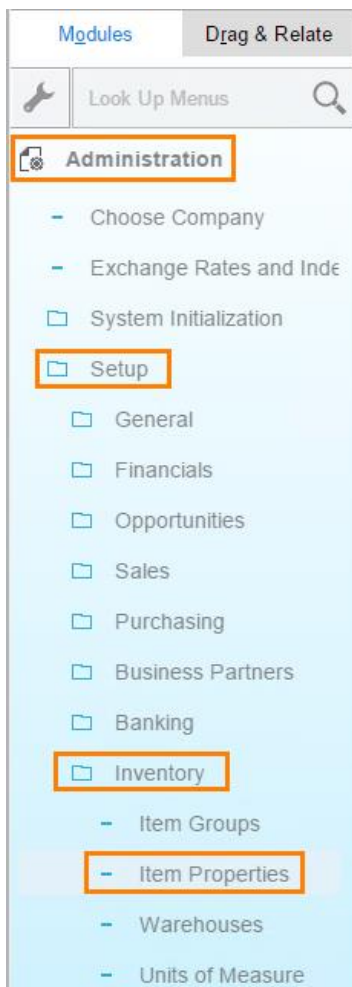 Modules Drag & Relate
Look Up Menus
Administration
Choose Company
Exchange Rates and Inde
System Initialization
Setup
General
Financials
Opportunities
Sales
Purchasing
Business Partners
Banking
Inventory
Item Groups
Item Properties
Warehouses
Units of Measure